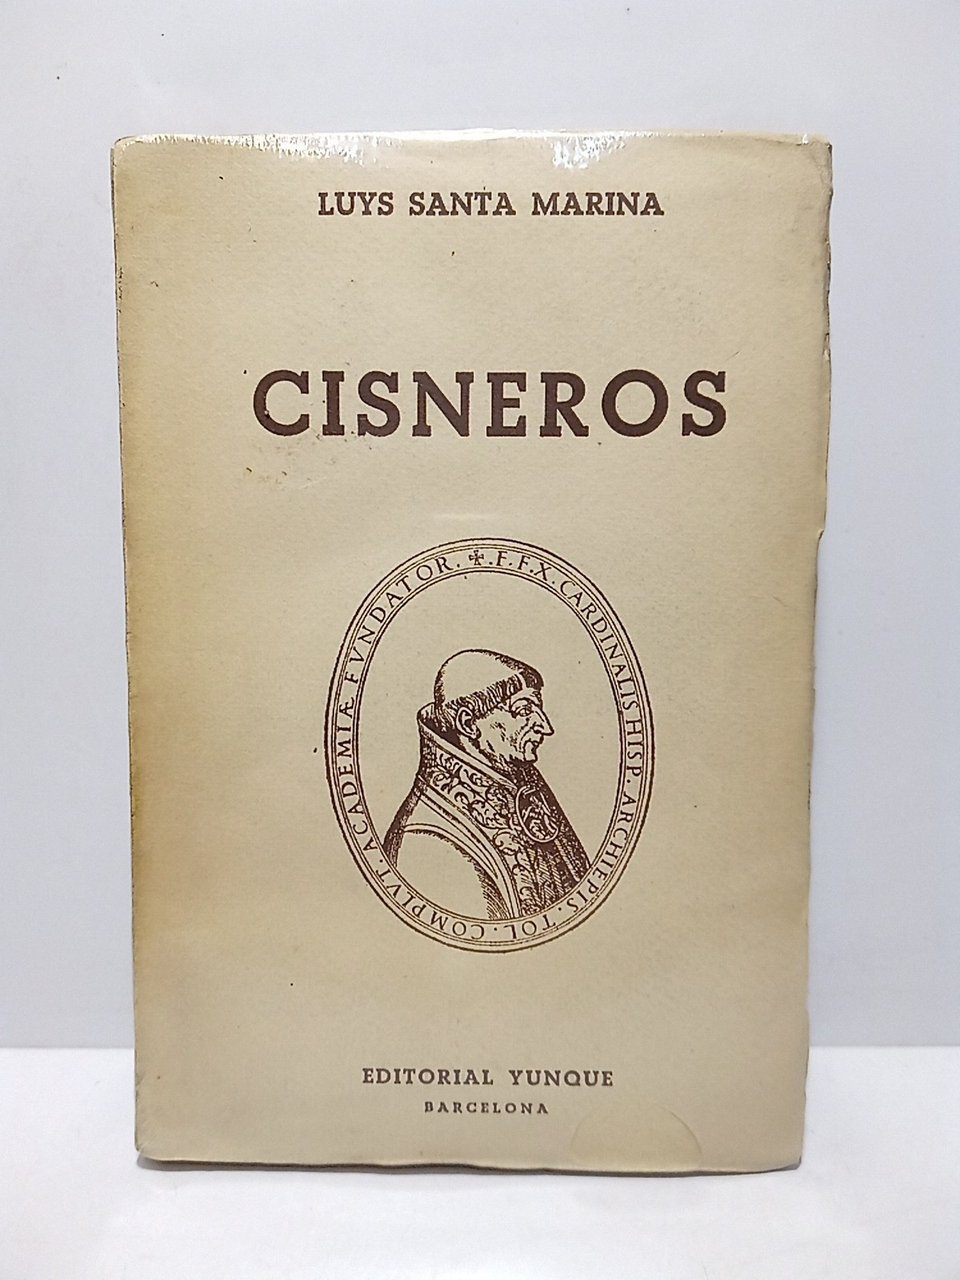 LUYS SANTA MARINA
CISNEROS
✠ .F.F.X.CARDINALIS HISP. ARCHIEPIS. TOL. COMPLVT. ACADEMIÆ FVNDATOR.
EDITORIAL YUNQUE
BARCELONA